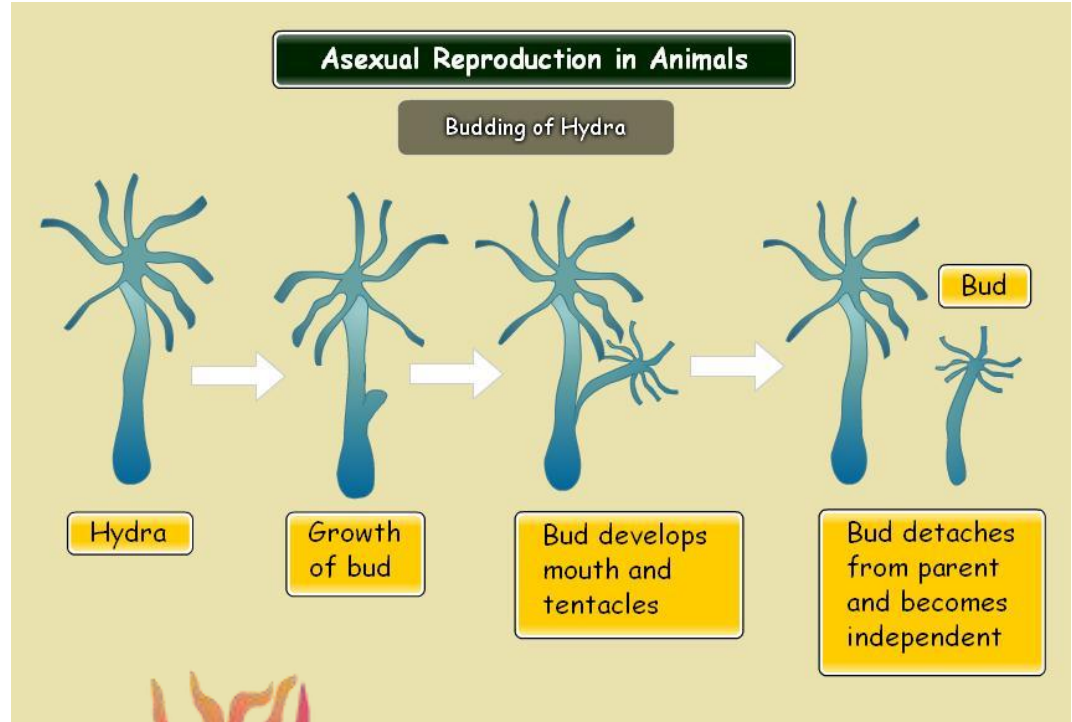 Asexual Reproduction in Animals
Budding of Hydra
Bud
Hydra
Growth
of bud
Bud develops
mouth and
tentacles
Bud detaches
from parent
and becomes
independent